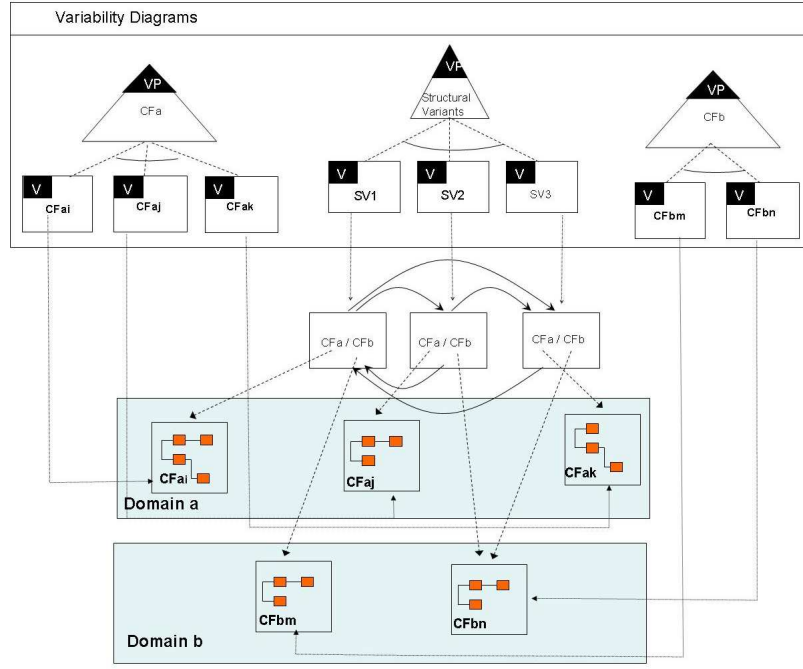 Variability Diagrams
VP
CFa
VP
Structural
Variants
VP
CFb
V
CFai
V
CFaj
V
CFak
V
SV1
V
SV2
V
SV3
V
CFbm
V
CFbn
CFa / CFb
CFa / CFb
CFa / CFb
CFai
CFaj
CFak
Domain a
CFbm
CFbn
Domain b